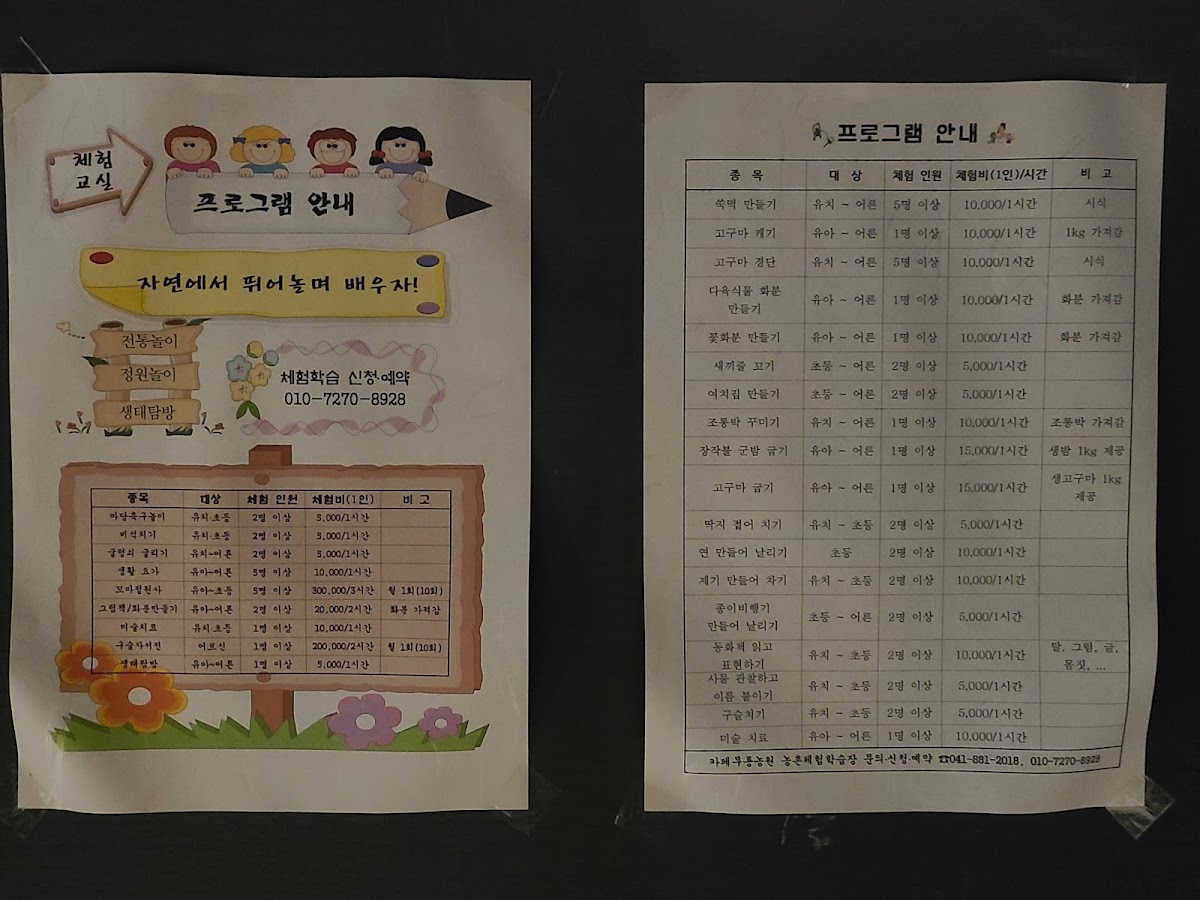 체험
교실
프로그램 안내
자연에서 뛰어놀며 배우자!
전통놀이
정원놀이
생태탐방
체험학습 신청·예약
010-7270-8928
종목 대상 체험 인원 체험비(1인) 비 고
마당축구놀이 유치·초등 2명 이상 5,000/1시간
비석치기 유치·초등 2명 이상 5,000/1시간
굴렁쇠 굴리기 유치~어른 2명 이상 5,000/1시간
생활 요가 유아~어른 5명 이상 10,000/1시간
꼬마정원사 유아~초등 5명 이상 300,000/3시간 월 1회(10회)
그림책/화분만들기 유아~어른 2명 이상 20,000/2시간 화분 가져감
미술치료 유치·초등 1명 이상 10,000/1시간
구술자서전 어르신 1명 이상 200,000/2시간 월 1회(10회)
생태탐방 유아~어른 1명 이상 5,000/1시간
프로그램 안내
종 목 대 상 체험 인원 체험비(1인)/시간 비 고
쑥떡 만들기 유치 ~ 어른 5명 이상 10,000/1시간 시식
고구마 캐기 유아 ~ 어른 1명 이상 10,000/1시간 1kg 가져감
고구마 경단 유치 ~ 어른 5명 이상 10,000/1시간 시식
다육식물 화분
만들기 유아 ~ 어른 1명 이상 10,000/1시간 화분 가져감
꽃화분 만들기 유아 ~ 어른 1명 이상 10,000/1시간 화분 가져감
새끼줄 꼬기 초등 ~ 어른 2명 이상 5,000/1시간
여치집 만들기 초등 ~ 어른 2명 이상 5,000/1시간
조롱박 꾸미기 유치 ~ 어른 1명 이상 10,000/1시간 조롱박 가져감
장작불 군밤 굽기 유아 ~ 어른 1명 이상 15,000/1시간 생밤 1kg 제공
고구마 굽기 유아 ~ 어른 1명 이상 15,000/1시간 생고구마 1kg
제공
딱지 접어 치기 유치 ~ 초등 2명 이상 5,000/1시간
연 만들어 날리기 초등 2명 이상 10,000/1시간
제기 만들어 차기 유치 ~ 초등 2명 이상 10,000/1시간
종이비행기
만들어 날리기 초등 ~ 어른 2명 이상 5,000/1시간
동화책 읽고
표현하기 유치 ~ 초등 2명 이상 10,000/1시간 말, 그림, 글,
몸짓, ...
사물 관찰하고
이름 붙이기 유치 ~ 초등 2명 이상 5,000/1시간
구슬치기 유치 ~ 초등 2명 이상 5,000/1시간
미술 치료 유아 ~ 어른 1명 이상 10,000/1시간
카페무릉농원 농촌체험학습장 문의·신청·예약 ☎041-881-2018, 010-7270-8928